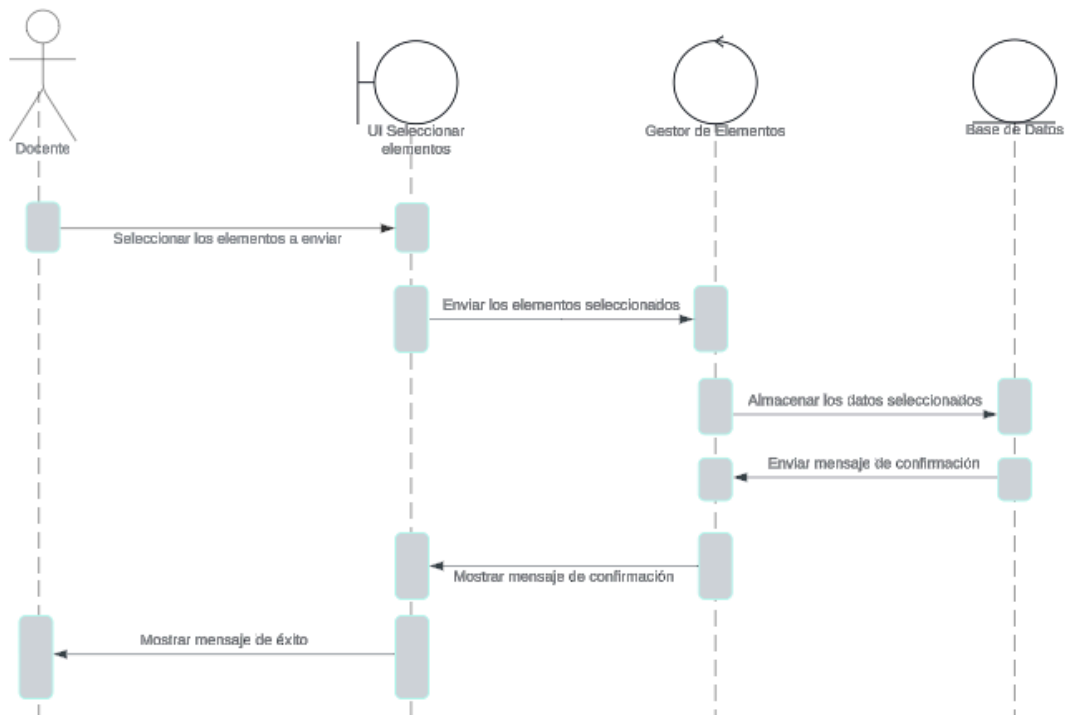 Docente
UI Seleccionar
elementos
Gestor de Elementos
Base de Datos
Seleccionar los elementos a enviar
Enviar los elementos seleccionados
Almacenar los datos seleccionados
Enviar mensaje de confirmación
Mostrar mensaje de confirmación
Mostrar mensaje de éxito